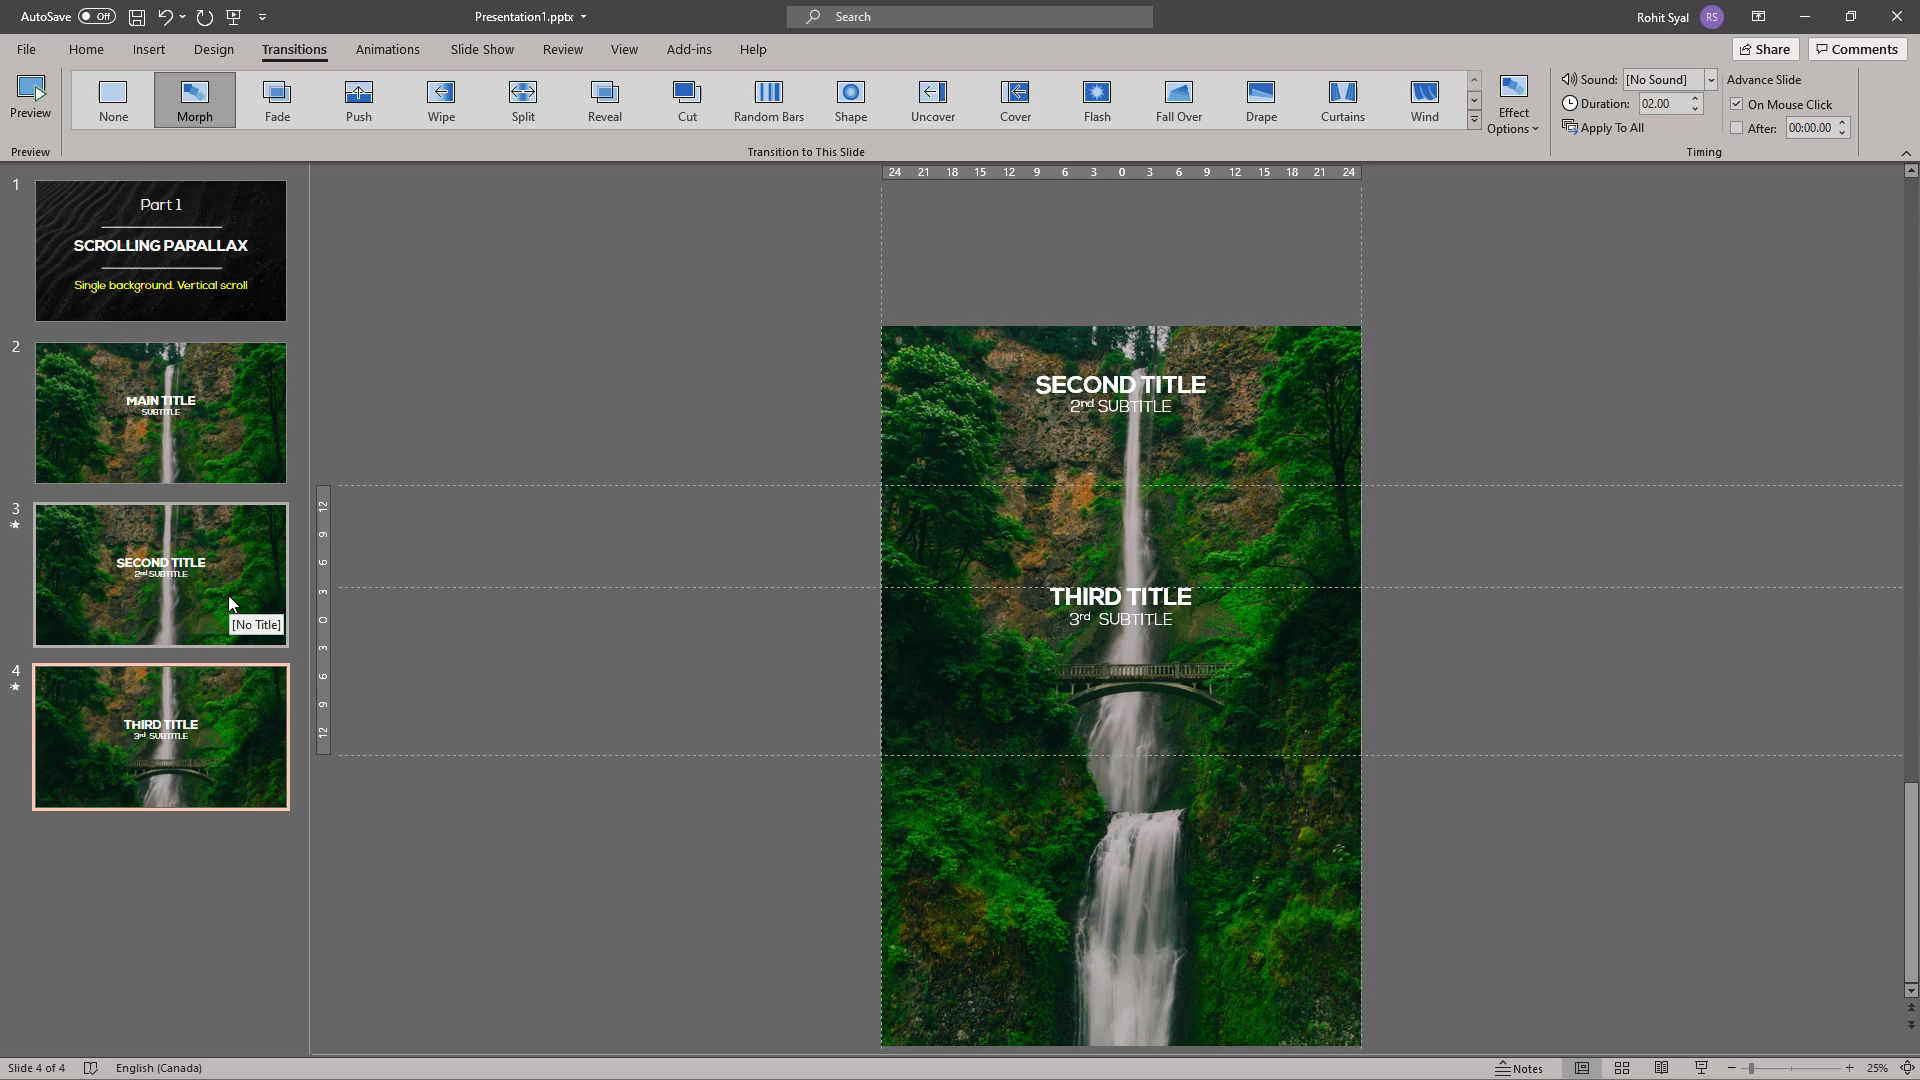 AutoSave Off
Presentation1.pptx
Search
Rohit Syal RS
File Home Insert Design Transitions Animations Slide Show Review View Add-ins Help
Share Comments
Preview
None Morph Fade Push Wipe Split Reveal Cut Random Bars Shape Uncover Cover Flash Fall Over Drape Curtains Wind
Effect
Options
Sound: [No Sound] Advance Slide
Duration: 02.00 On Mouse Click
Apply To All After: 00:00.00
Preview Transition to This Slide Timing
24 21 18 15 12 9 6 3 0 3 6 9 12 15 18 21 24
1
Part 1
SCROLLING PARALLAX
Single background. Vertical scroll
2
MAIN TITLE
SUBTITLE
3
SECOND TITLE
2nd SUBTITLE
[No Title]
4
THIRD TITLE
3rd SUBTITLE
12
9
6
3
0
3
6
9
12
SECOND TITLE
2nd SUBTITLE
THIRD TITLE
3rd SUBTITLE
Slide 4 of 4 English (Canada) Notes 25%